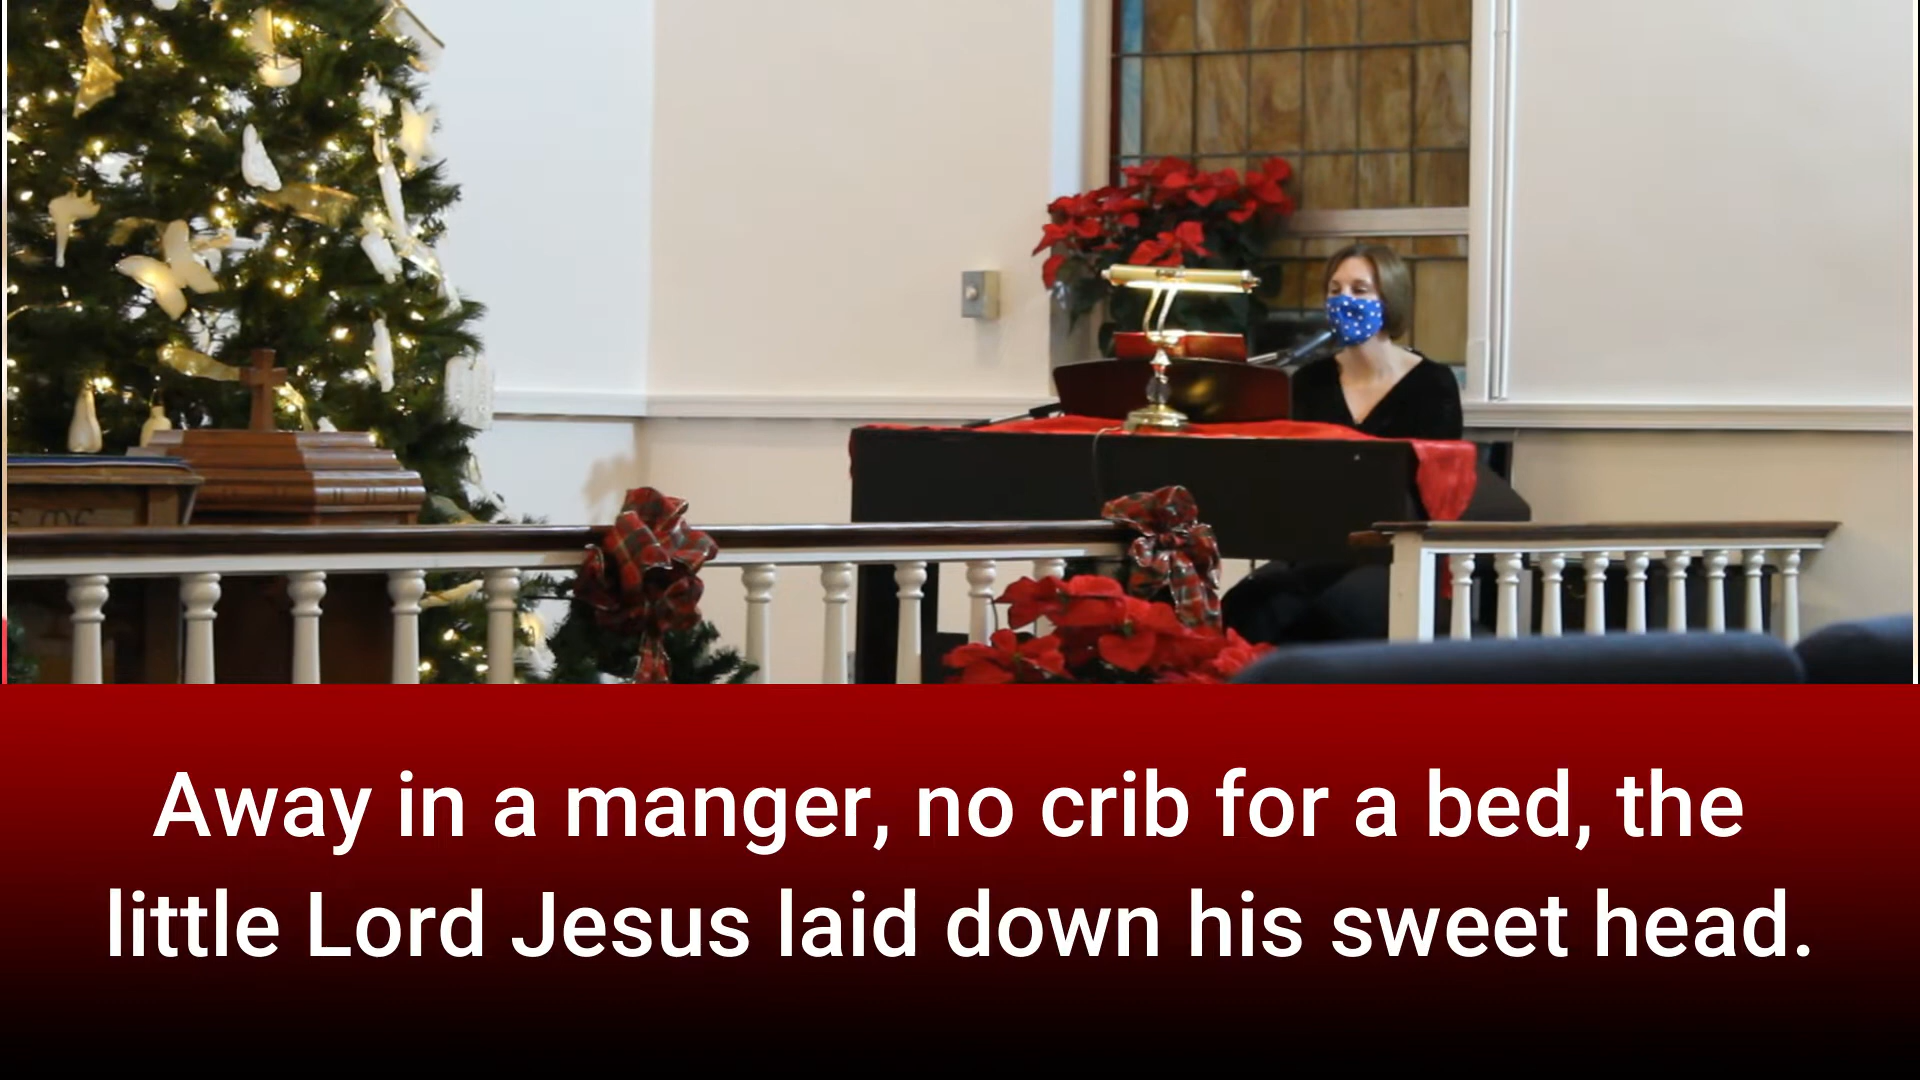 Away in a manger, no crib for a bed, the
little Lord Jesus laid down his sweet head.